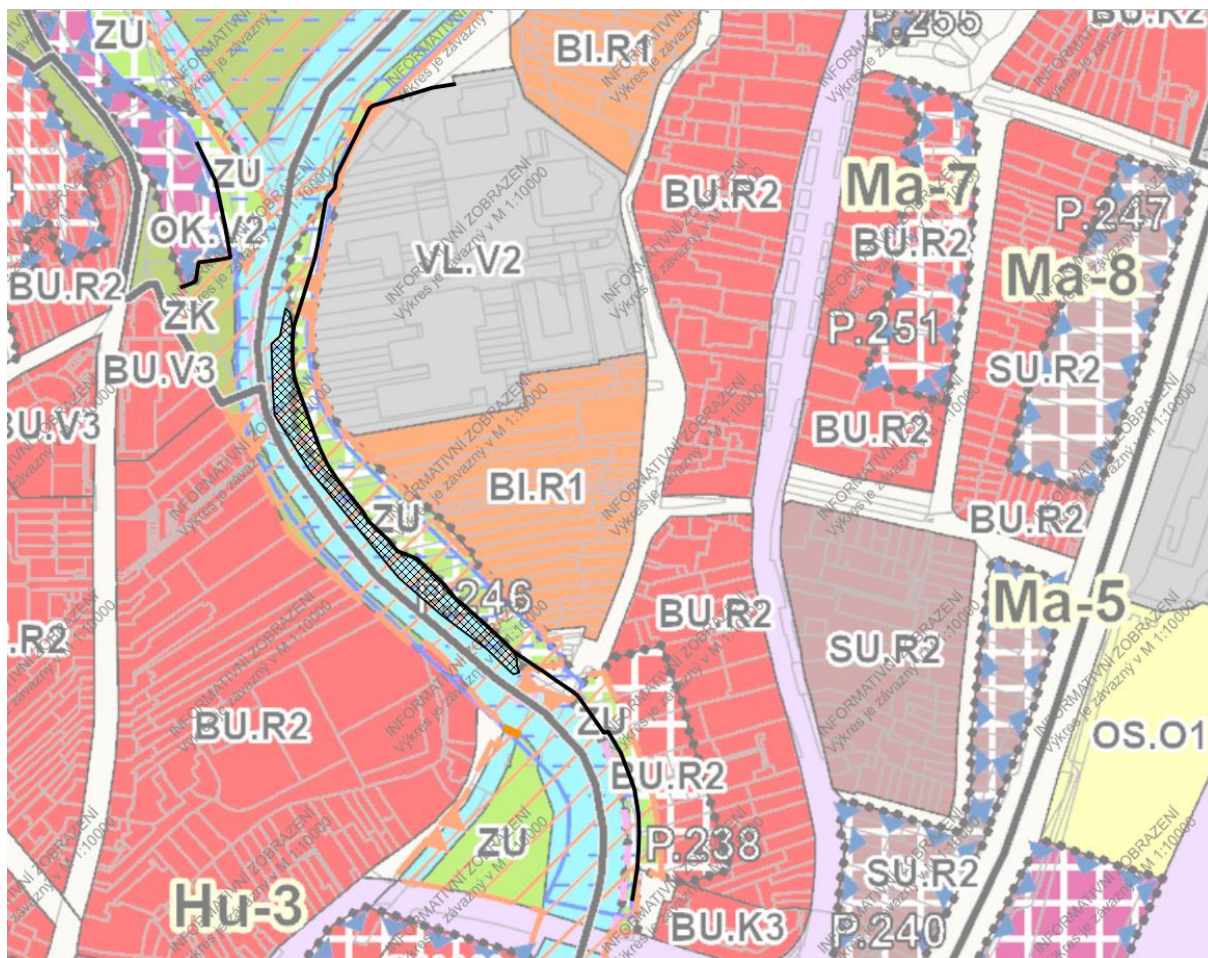 ZU
BI.R1
P.255
BU.R2
ZU
OK.V2
BU.R2
ZK
BU.V3
BU.V3
VL.V2
BU.R2
Ma-7
BU.R2
P.247
Ma-8
P.251
SU.R2
BU.R2
BU.R2
BI.R1
ZU
P.246
Ma-5
BU.R2
SU.R2
.R2
BU.R2
ZU
BU.R2
OS.O1
ZU
P.238
SU.R2
Hu-3
BU.K3
P.240
INFORMATIVNÍ ZOBRAZENÍ
Výkres je závazný v M 1:10000